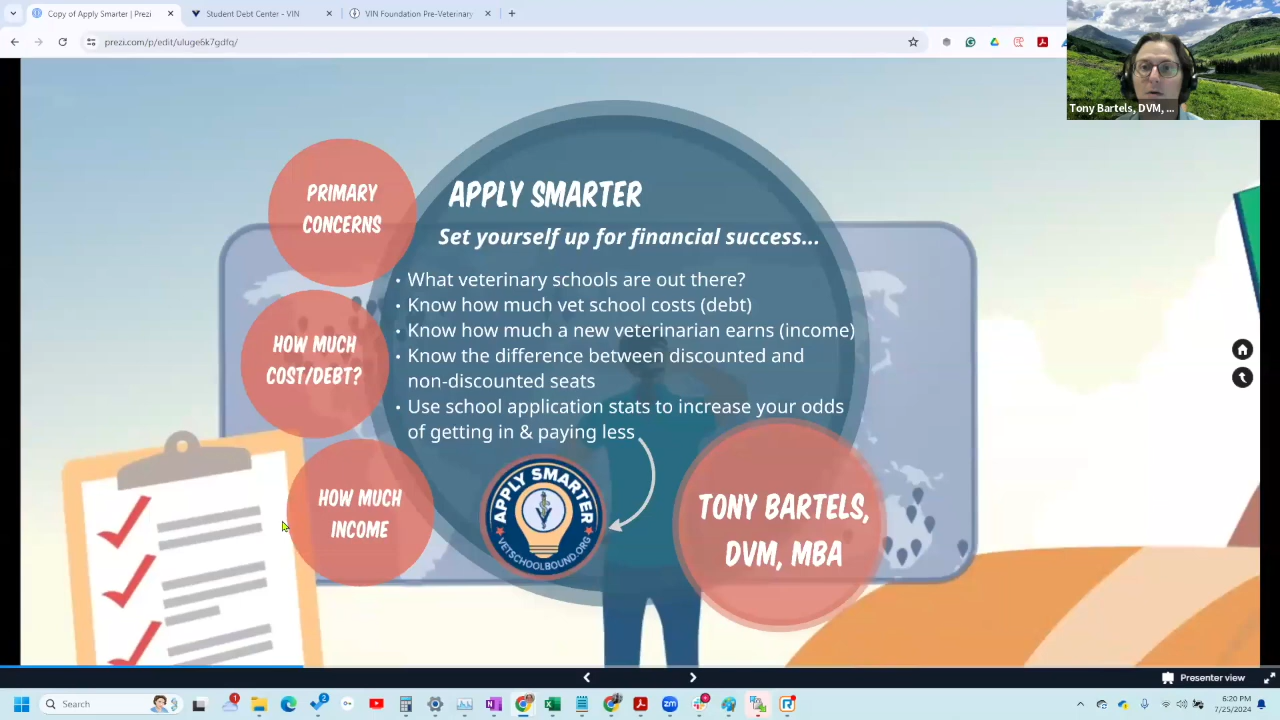 Copy of Apply Smarter | Prezi
Student Debt Center - VIN
VIN Foundation Pre-Veterinary
prezi.com/p/edit/uluge6k7gdfq/
Tony Bartels, DVM, ...
PRIMARY
CONCERNS
APPLY SMARTER
Set yourself up for financial success...
• What veterinary schools are out there?
• Know how much vet school costs (debt)
• Know how much a new veterinarian earns (income)
• Know the difference between discounted and
non-discounted seats
• Use school application stats to increase your odds
of getting in & paying less
HOW MUCH
COST/DEBT?
HOW MUCH
INCOME
APPLY SMARTER
VETSCHOOLBOUND.ORG
TONY BARTELS,
DVM, MBA
Presenter view
Search
6:20 PM
7/25/2024